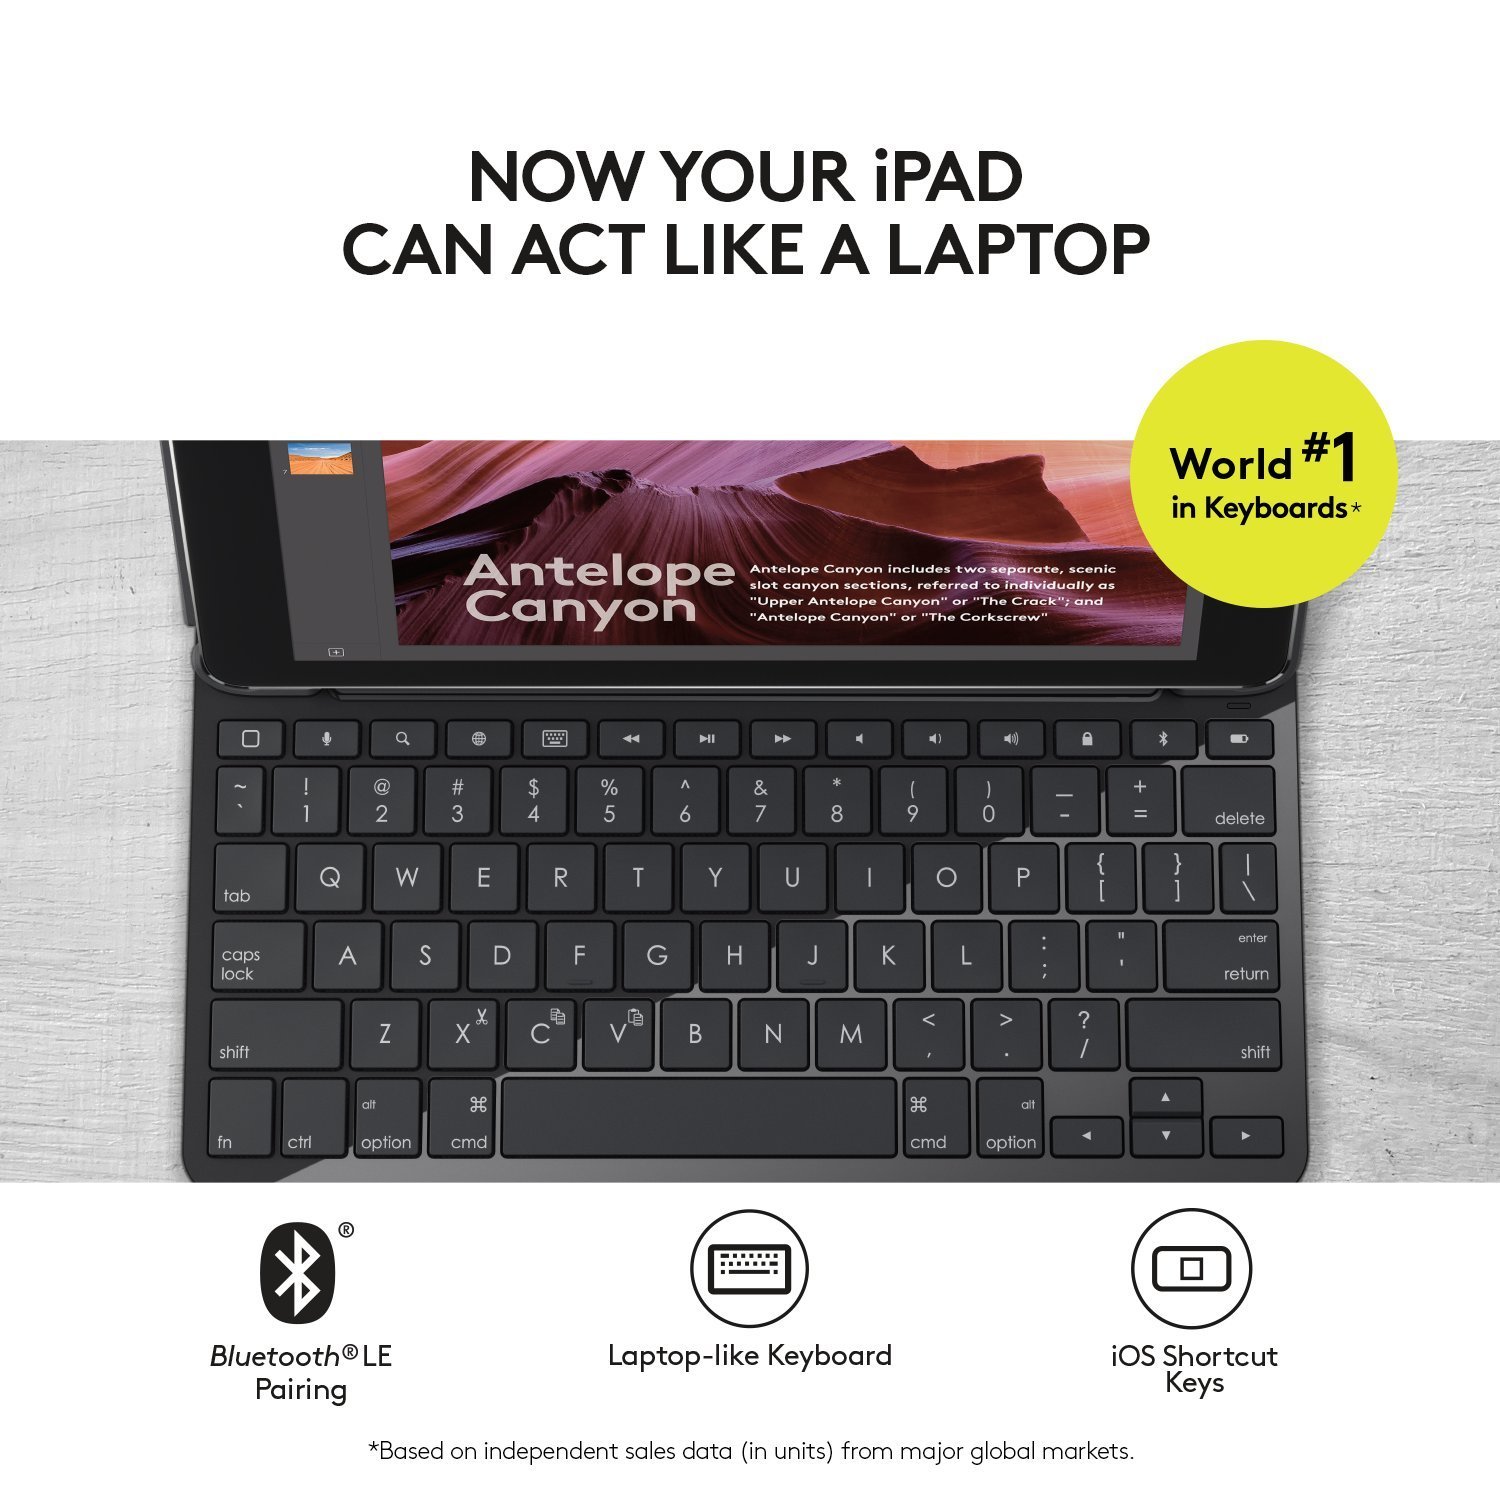 NOW YOUR iPAD
CAN ACT LIKE A LAPTOP
World #1
in Keyboards*
7
Antelope
Canyon
Antelope Canyon includes two separate, scenic
slot canyon sections, referred to individually as
"Upper Antelope Canyon" or "The Crack"; and
"Antelope Canyon" or "The Corkscrew"
~ ! @ # $ % ^ & * ( ) — +
` 1 2 3 4 5 6 7 8 9 0 - = delete
tab Q W E R T Y U I O P { [ } ] | \
caps lock A S D F G H J K L : ; " ' enter return
shift Z X C V B N M < , > . ? / shift
fn ctrl alt option ⌘ cmd ⌘ cmd alt option
®
Bluetooth® LE
Pairing
Laptop-like Keyboard
iOS Shortcut
Keys
*Based on independent sales data (in units) from major global markets.